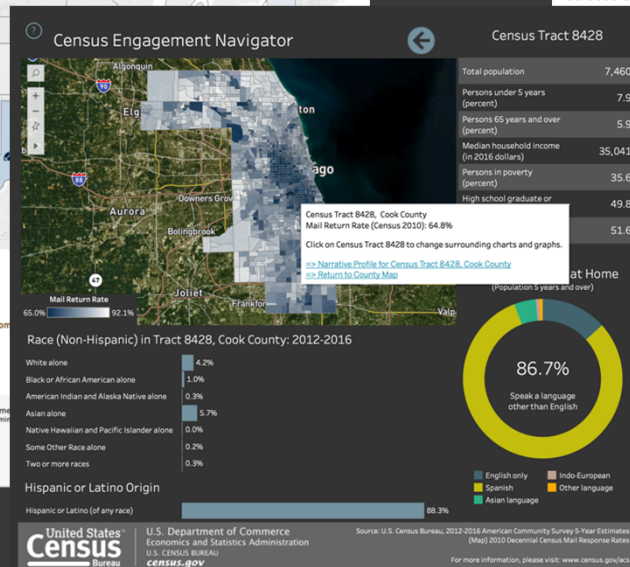 Census Engagement Navigator
Census Tract 8428
Total population 7,460
Persons under 5 years (percent) 7.9
Persons 65 years and over (percent) 5.9
Median household income (in 2016 dollars) 35,041
Persons in poverty (percent) 35.6
High school graduate or 49.8
51.6
Algonquin
90
Elg
ton
ago
88
Downers Grov
Aurora
Bolingbrook
47
Joliet
Frankfor
Valp
Mail Return Rate
65.0% 92.1%
Census Tract 8428, Cook County
Mail Return Rate (Census 2010): 64.8%
Click on Census Tract 8428 to change surrounding charts and graphs.
=> Narrative Profile for Census Tract 8428, Cook County
=> Return to County Map
at Home
(Population 5 years and over)
86.7%
Speak a language
other than English
English only
Indo-European
Spanish
Other language
Asian language
Race (Non-Hispanic) in Tract 8428, Cook County: 2012-2016
White alone 4.2%
Black or African American alone 1.0%
American Indian and Alaska Native alone 0.3%
Asian alone 5.7%
Native Hawaiian and Pacific Islander alone 0.0%
Some Other Race alone 0.2%
Two or more races 0.3%
Hispanic or Latino Origin
Hispanic or Latino (of any race) 88.3%
United States™
Census
Bureau
U.S. Department of Commerce
Economics and Statistics Administration
U.S. CENSUS BUREAU
census.gov
Source: U.S. Census Bureau, 2012-2016 American Community Survey 5-Year Estimates
(Map) 2010 Decennial Census Mail Response Rates
For more information, please visit: www.census.gov/acs